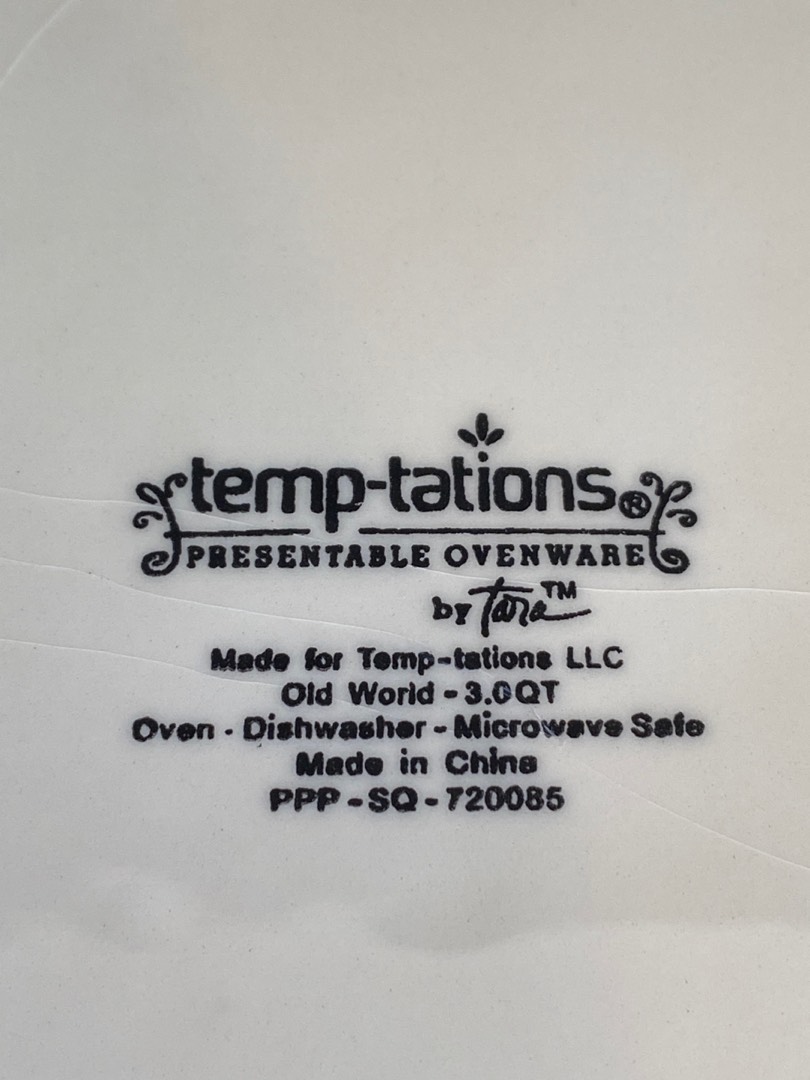 temp-tations®
PRESENTABLE OVENWARE
by Tara™
Made for Temp-tations LLC
Old World - 3.0QT
Oven - Dishwasher - Microwave Safe
Made in China
PPP-SQ-720085